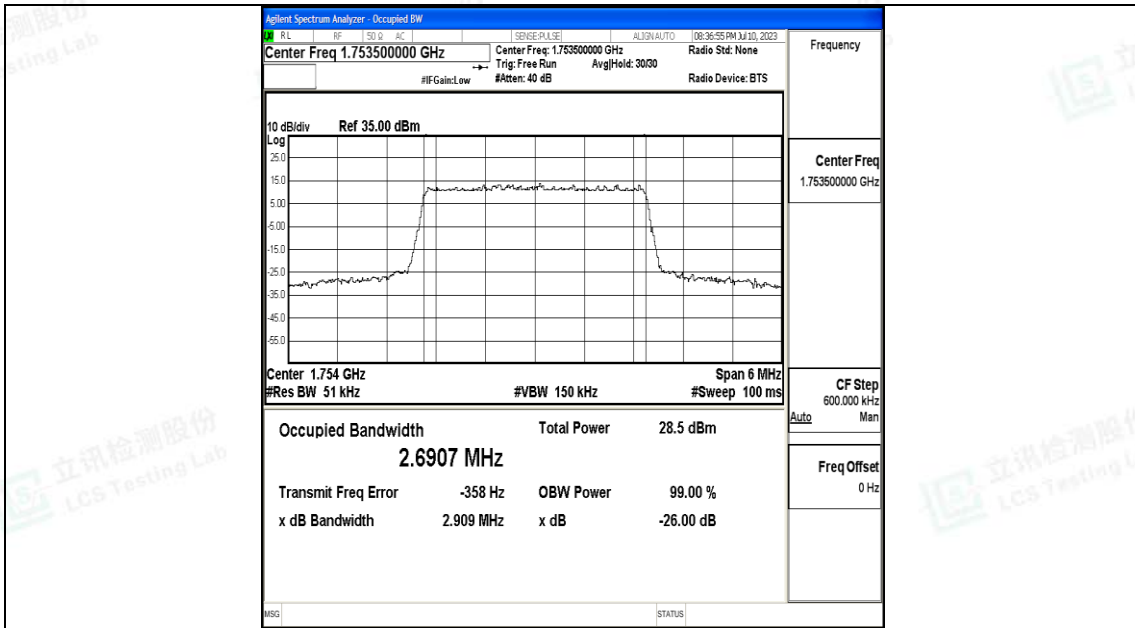 Agilent Spectrum Analyzer - Occupied BW
RL RF 50 Ω AC SENSE:PULSE ALIGN AUTO 08:36:55 PM Jul 10, 2023
Center Freq 1.753500000 GHz
Center Freq: 1.753500000 GHz Radio Std: None
Trig: Free Run Avg|Hold: 30/30
#IFGain:Low #Atten: 40 dB Radio Device: BTS
10 dB/div Ref 35.00 dBm
Log
25.0
15.0
5.00
-5.00
-15.0
-25.0
-35.0
-45.0
-55.0
Center 1.754 GHz Span 6 MHz
#Res BW 51 kHz #VBW 150 kHz #Sweep 100 ms
Occupied Bandwidth Total Power 28.5 dBm
2.6907 MHz
Transmit Freq Error -358 Hz OBW Power 99.00 %
x dB Bandwidth 2.909 MHz x dB -26.00 dB
MSG STATUS
Frequency
Center Freq
1.753500000 GHz
CF Step
600.000 kHz
Auto Man
Freq Offset
0 Hz
立讯检测股份
LCS Testing Lab